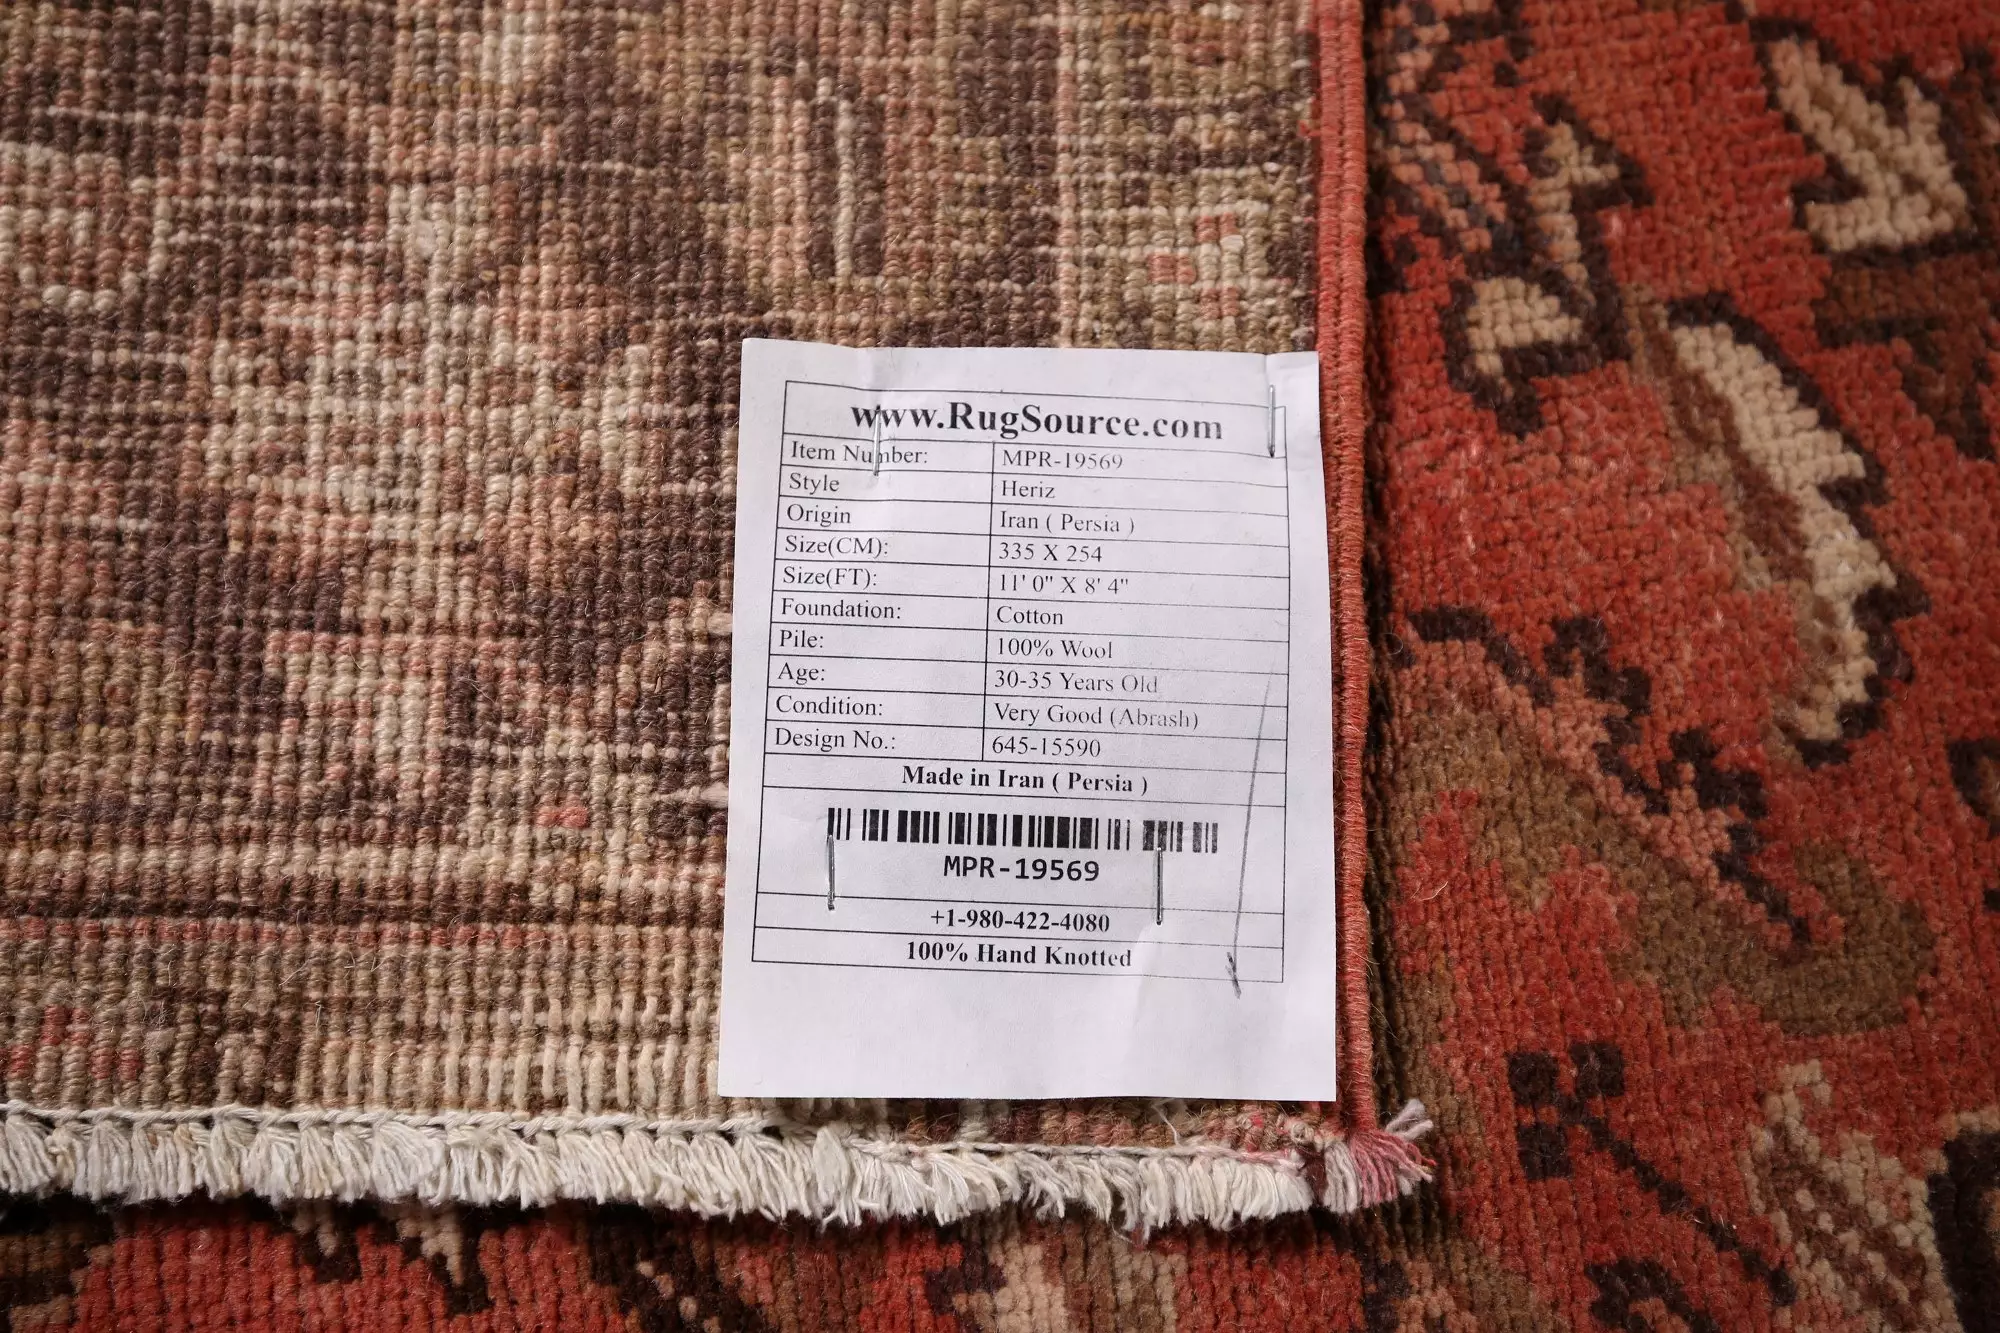 www.RugSource.com
Item Number: MPR-19569
Style Heriz
Origin Iran ( Persia )
Size(CM): 335 X 254
Size(FT): 11' 0" X 8' 4"
Foundation: Cotton
Pile: 100% Wool
Age: 30-35 Years Old
Condition: Very Good (Abrash)
Design No.: 645-15590
Made in Iran ( Persia )
MPR-19569
+1-980-422-4080
100% Hand Knotted